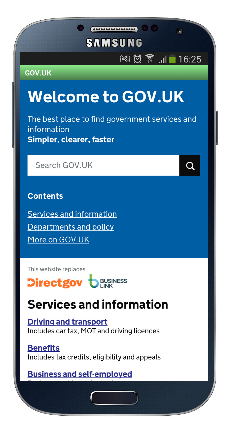 SAMSUNG
16:25
GOV.UK
Welcome to GOV.UK
The best place to find government services and
information
Simpler, clearer, faster
Search GOV.UK
Contents
Services and information
Departments and policy
More on GOV.UK
This website replaces
Directgov BUSINESS
LINK
Services and information
Driving and transport
Includes car tax, MOT and driving licences
Benefits
Includes tax credits, eligibility and appeals
Business and self-employed